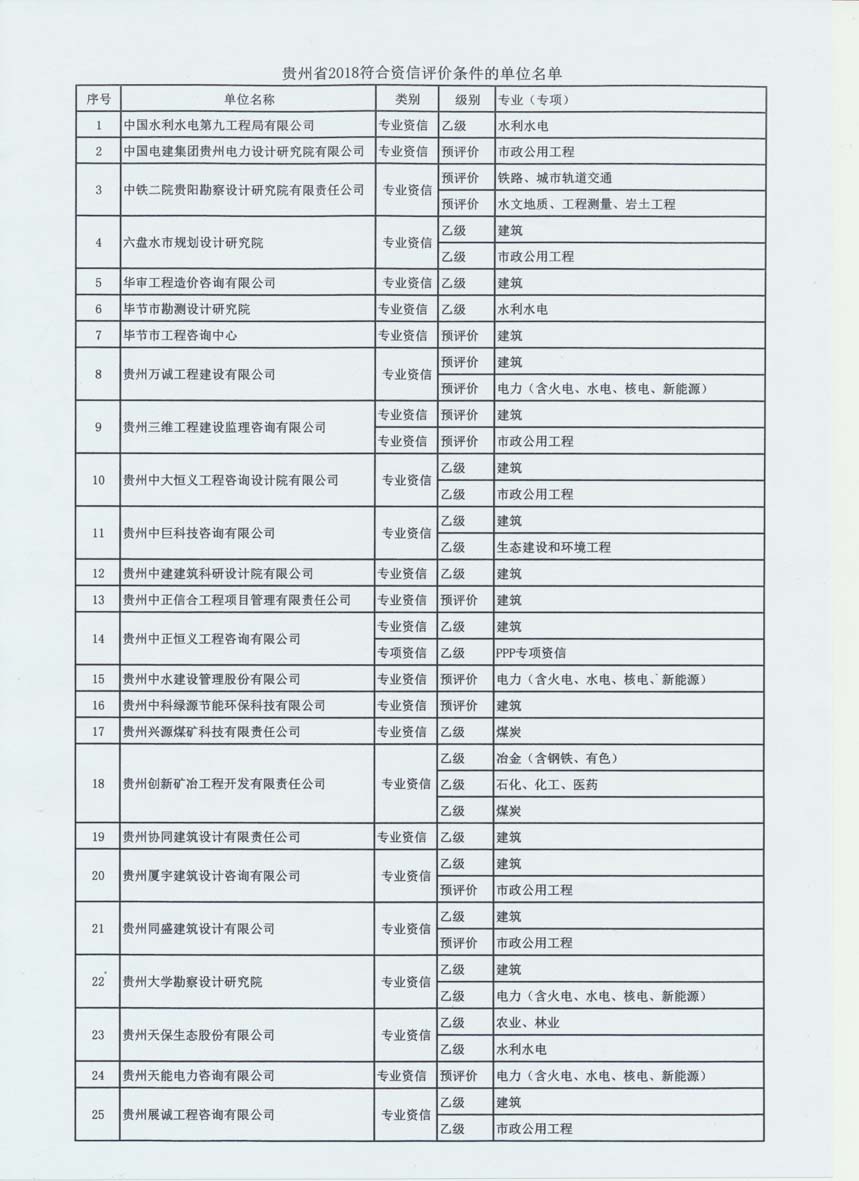 贵州省2018符合资信评价条件的单位名单
序号 单位名称 类别 级别 专业（专项）
1 中国水利水电第九工程局有限公司 专业资信 乙级 水利水电
2 中国电建集团贵州电力设计研究院有限公司 专业资信 预评价 市政公用工程
3 中铁二院贵阳勘察设计研究院有限责任公司 专业资信 预评价 铁路、城市轨道交通
预评价 水文地质、工程测量、岩土工程
4 六盘水市规划设计研究院 专业资信 乙级 建筑
乙级 市政公用工程
5 华审工程造价咨询有限公司 专业资信 乙级 建筑
6 毕节市勘测设计研究院 专业资信 乙级 水利水电
7 毕节市工程咨询中心 专业资信 预评价 建筑
8 贵州万诚工程建设有限公司 专业资信 预评价 建筑
预评价 电力（含火电、水电、核电、新能源）
9 贵州三维工程建设监理咨询有限公司 专业资信 预评价 建筑
专业资信 预评价 市政公用工程
10 贵州中大恒义工程咨询设计院有限公司 专业资信 乙级 建筑
乙级 市政公用工程
11 贵州中巨科技咨询有限公司 专业资信 乙级 建筑
乙级 生态建设和环境工程
12 贵州中建建筑科研设计院有限公司 专业资信 乙级 建筑
13 贵州中正信合工程项目管理有限责任公司 专业资信 预评价 建筑
14 贵州中正恒义工程咨询有限公司 专业资信 乙级 建筑
专项资信 乙级 PPP专项资信
15 贵州中水建设管理股份有限公司 专业资信 预评价 电力（含火电、水电、核电、新能源）
16 贵州中科绿源节能环保科技有限公司 专业资信 预评价 建筑
17 贵州兴源煤矿科技有限责任公司 专业资信 乙级 煤炭
18 贵州创新矿冶工程开发有限责任公司 专业资信 乙级 冶金（含钢铁、有色）
乙级 石化、化工、医药
乙级 煤炭
19 贵州协同建筑设计有限责任公司 专业资信 乙级 建筑
20 贵州厦宇建筑设计咨询有限公司 专业资信 乙级 建筑
预评价 市政公用工程
21 贵州同盛建筑设计有限公司 专业资信 乙级 建筑
预评价 市政公用工程
22 贵州大学勘察设计研究院 专业资信 乙级 建筑
乙级 电力（含火电、水电、核电、新能源）
23 贵州天保生态股份有限公司 专业资信 乙级 农业、林业
乙级 水利水电
24 贵州天能电力咨询有限公司 专业资信 预评价 电力（含火电、水电、核电、新能源）
25 贵州展诚工程咨询有限公司 专业资信 乙级 建筑
乙级 市政公用工程